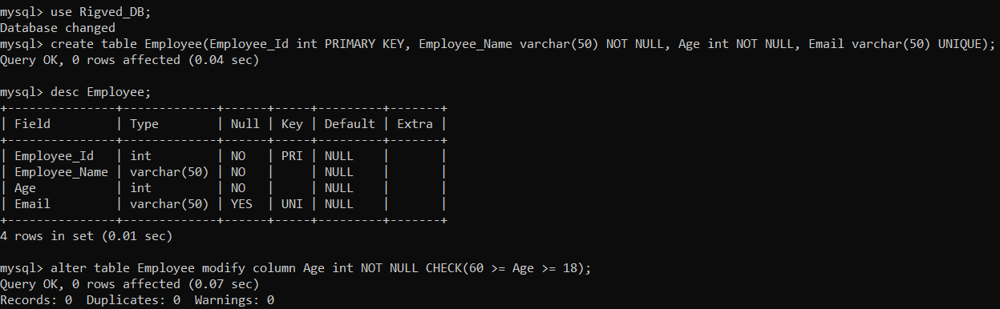 mysql> use Rigved_DB;
Database changed
mysql> create table Employee(Employee_Id int PRIMARY KEY, Employee_Name varchar(50) NOT NULL, Age int NOT NULL, Email varchar(50) UNIQUE);
Query OK, 0 rows affected (0.04 sec)

mysql> desc Employee;
+---------------+-------------+------+-----+---------+-------+
| Field         | Type        | Null | Key | Default | Extra |
+---------------+-------------+------+-----+---------+-------+
| Employee_Id   | int         | NO   | PRI | NULL    |       |
| Employee_Name | varchar(50) | NO   |     | NULL    |       |
| Age           | int         | NO   |     | NULL    |       |
| Email         | varchar(50) | YES  | UNI | NULL    |       |
+---------------+-------------+------+-----+---------+-------+
4 rows in set (0.01 sec)

mysql> alter table Employee modify column Age int NOT NULL CHECK(60 >= Age >= 18);
Query OK, 0 rows affected (0.07 sec)
Records: 0  Duplicates: 0  Warnings: 0